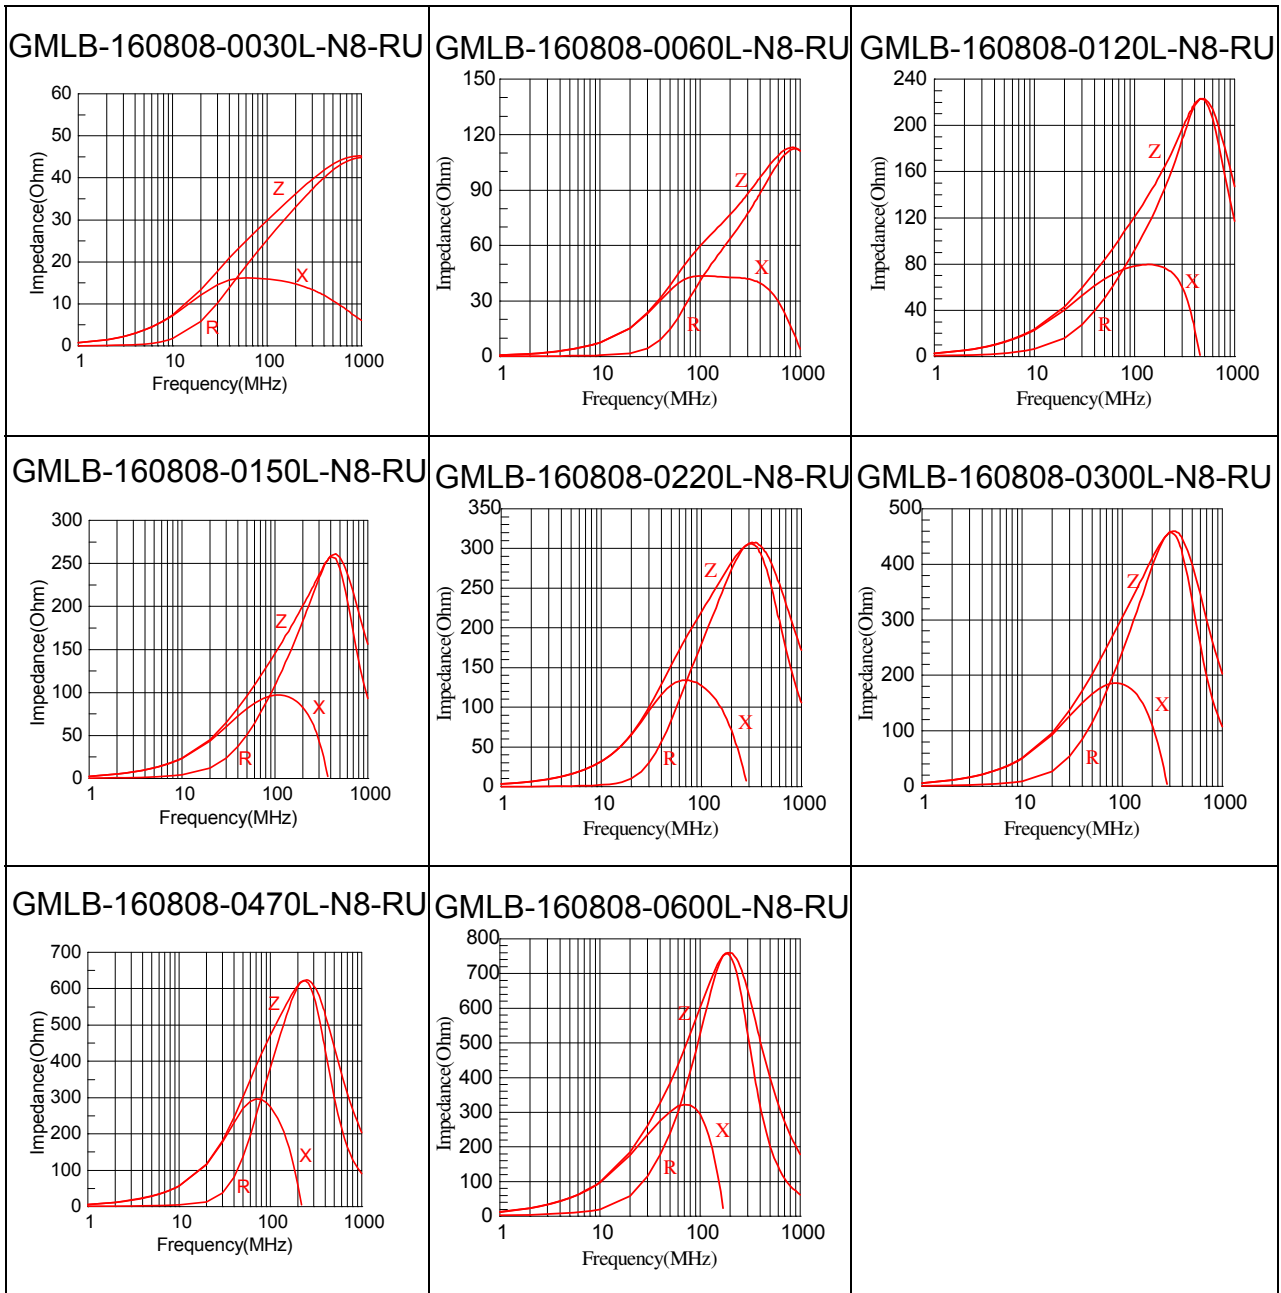 GMLB-160808-0030L-N8-RU
60
50
40
30
20
10
0
Impedance(Ohm)
Z
X
R
1 10 100 1000
Frequency(MHz)
GMLB-160808-0060L-N8-RU
150
120
90
60
30
0
Impedance(Ohm)
Z
X
R
1 10 100 1000
Frequency(MHz)
GMLB-160808-0120L-N8-RU
240
200
160
120
80
40
0
Impedance(Ohm)
Z
X
R
1 10 100 1000
Frequency(MHz)
GMLB-160808-0150L-N8-RU
300
250
200
150
100
50
0
Impedance(Ohm)
Z
X
R
1 10 100 1000
Frequency(MHz)
GMLB-160808-0220L-N8-RU
350
300
250
200
150
100
50
0
Impedance(Ohm)
Z
X
R
1 10 100 1000
Frequency(MHz)
GMLB-160808-0300L-N8-RU
500
400
300
200
100
0
Impedance(Ohm)
Z
X
R
1 10 100 1000
Frequency(MHz)
GMLB-160808-0470L-N8-RU
700
600
500
400
300
200
100
0
Impedance(Ohm)
Z
X
R
1 10 100 1000
Frequency(MHz)
GMLB-160808-0600L-N8-RU
800
700
600
500
400
300
200
100
0
Impedance(Ohm)
Z
X
R
1 10 100 1000
Frequency(MHz)